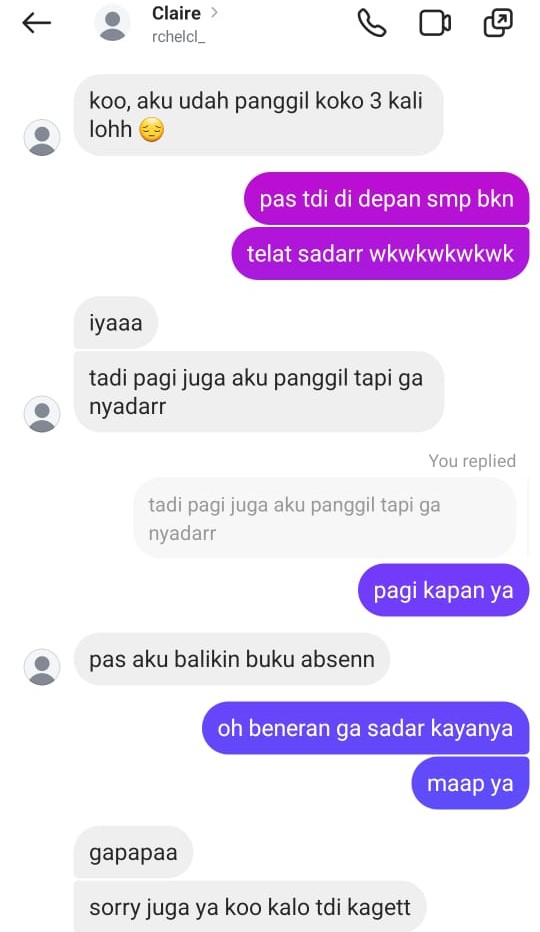 Claire
rchelcl_
koo, aku udah panggil koko 3 kali
lohh 😔
pas tdi di depan smp bkn
telat sadarr wkwkwkwkwk
iyaaa
tadi pagi juga aku panggil tapi ga
nyadarr
You replied
tadi pagi juga aku panggil tapi ga
nyadarr
pagi kapan ya
pas aku balikin buku absenn
oh beneran ga sadar kayanya
maap ya
gapapaa
sorry juga ya koo kalo tdi kagett